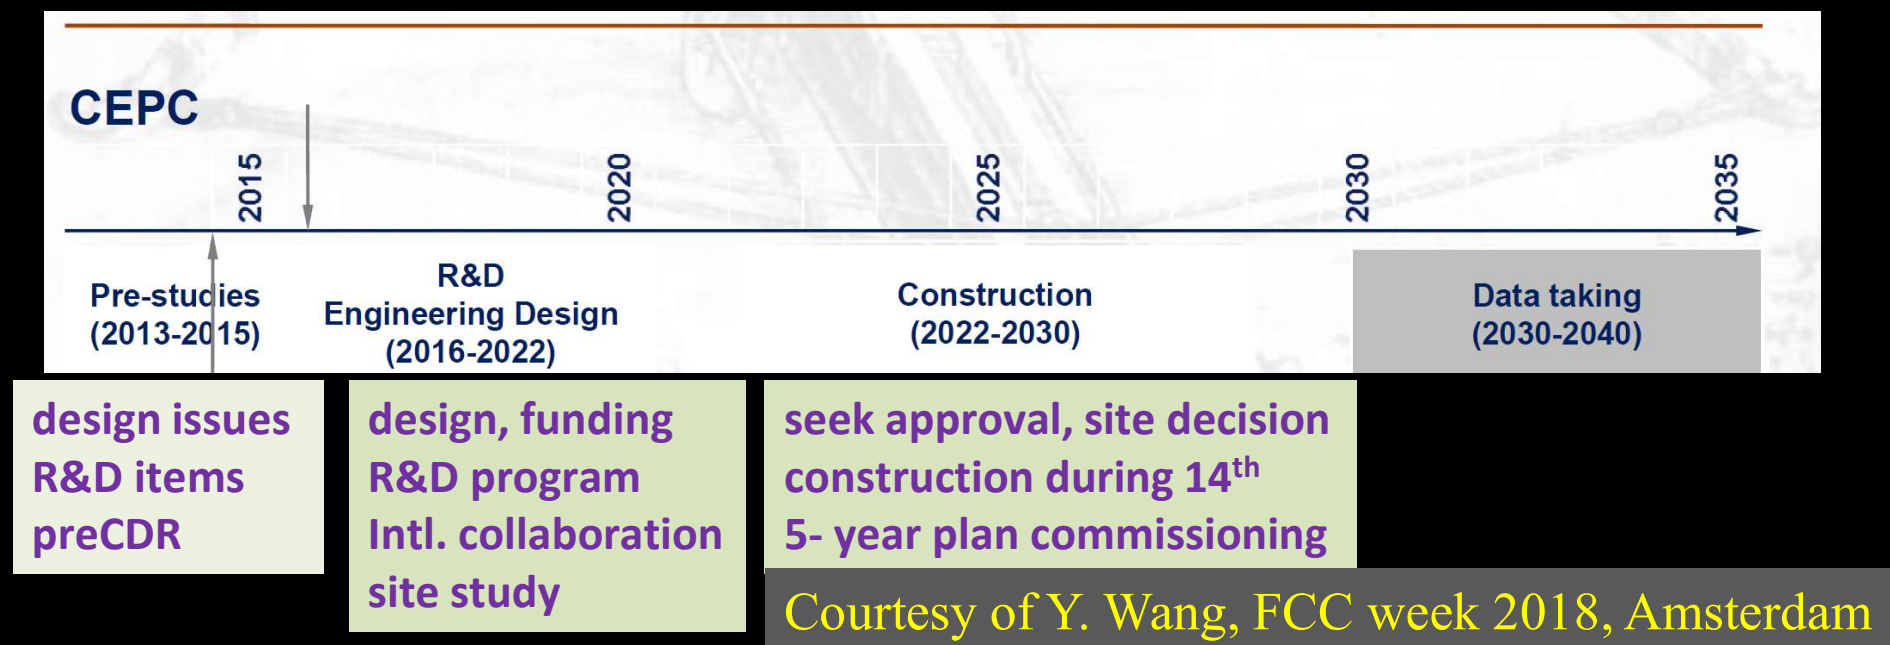 CEPC
2015
2020
2025
2030
2035
Pre-studies
(2013-2015)
R&D
Engineering Design
(2016-2022)
Construction
(2022-2030)
Data taking
(2030-2040)
design issues
R&D items
preCDR
design, funding
R&D program
Intl. collaboration
site study
seek approval, site decision
construction during 14th
5- year plan commissioning
Courtesy of Y. Wang, FCC week 2018, Amsterdam